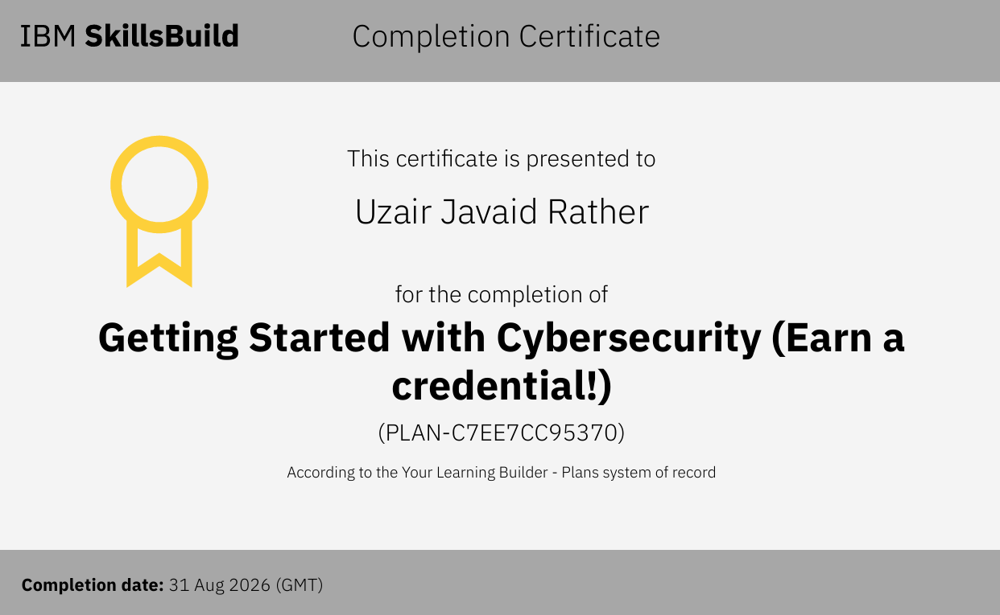 IBM SkillsBuild
Completion Certificate
This certificate is presented to
Uzair Javaid Rather
for the completion of
Getting Started with Cybersecurity (Earn a
credential!)
(PLAN-C7EE7CC95370)
According to the Your Learning Builder - Plans system of record
Completion date: 31 Aug 2026 (GMT)